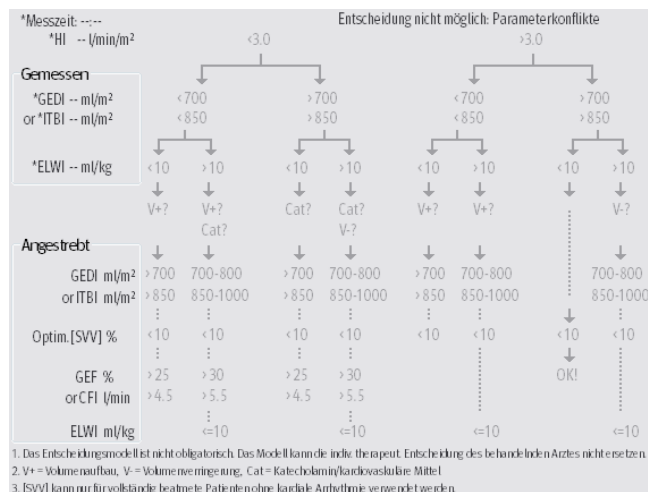 *Messzeit: --:--
Entscheidung nicht möglich: Parameterkonflikte
*HI -- l/min/m² <3.0 >3.0
Gemessen
*GEDI -- ml/m² <700 >700 <700 >700
or *ITBI -- ml/m² <850 >850 <850 >850
*ELWI -- ml/kg <10 >10 <10 >10 <10 >10 <10 >10
V+? V+? Cat? Cat? V+? V+? V-?
Cat? V-?
Angestrebt
GEDI ml/m² >700 700-800 >700 700-800 >700 700-800 700-800
or ITBI ml/m² >850 850-1000 >850 850-1000 >850 850-1000 850-1000
Optim.[SVV] % <10 <10 <10 <10 <10 <10 <10 <10
GEF % >25 >30 >25 >30 OK!
or CFI l/min >4.5 >5.5 >4.5 >5.5
ELWI ml/kg <=10 <=10 <=10 <=10
1. Das Entscheidungsmodell ist nicht obligatorisch. Das Modell kann die indiv. therapeut. Entscheidung des behandelnden Arztes nicht ersetzen.
2. V+ = Volumenaufbau, V- = Volumenverringerung, Cat = Katecholamin/kardiovaskuläre Mittel
3. [SVV] kann nur für vollständig beatmete Patienten ohne kardiale Arrhythmie verwendet werden.